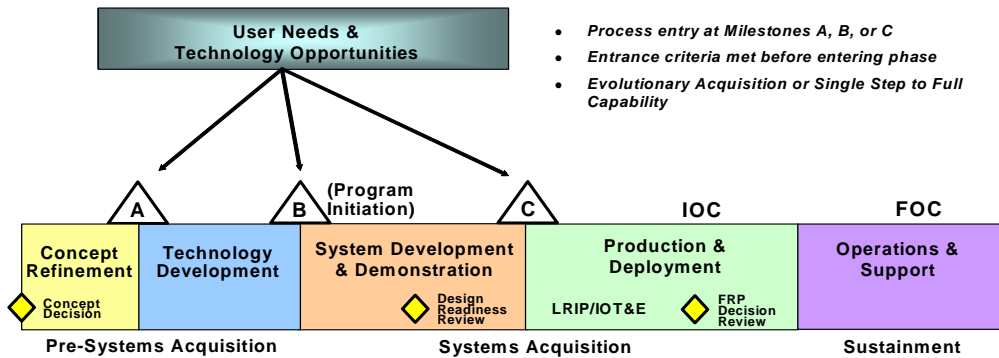 User Needs &
Technology Opportunities
• Process entry at Milestones A, B, or C
• Entrance criteria met before entering phase
• Evolutionary Acquisition or Single Step to Full
Capability
A
B
(Program
Initiation)
C
IOC
FOC
Concept
Refinement
Technology
Development
System Development
& Demonstration
Production &
Deployment
Operations &
Support
Concept
Decision
Design
Readiness
Review
LRIP/IOT&E
FRP
Decision
Review
Pre-Systems Acquisition
Systems Acquisition
Sustainment